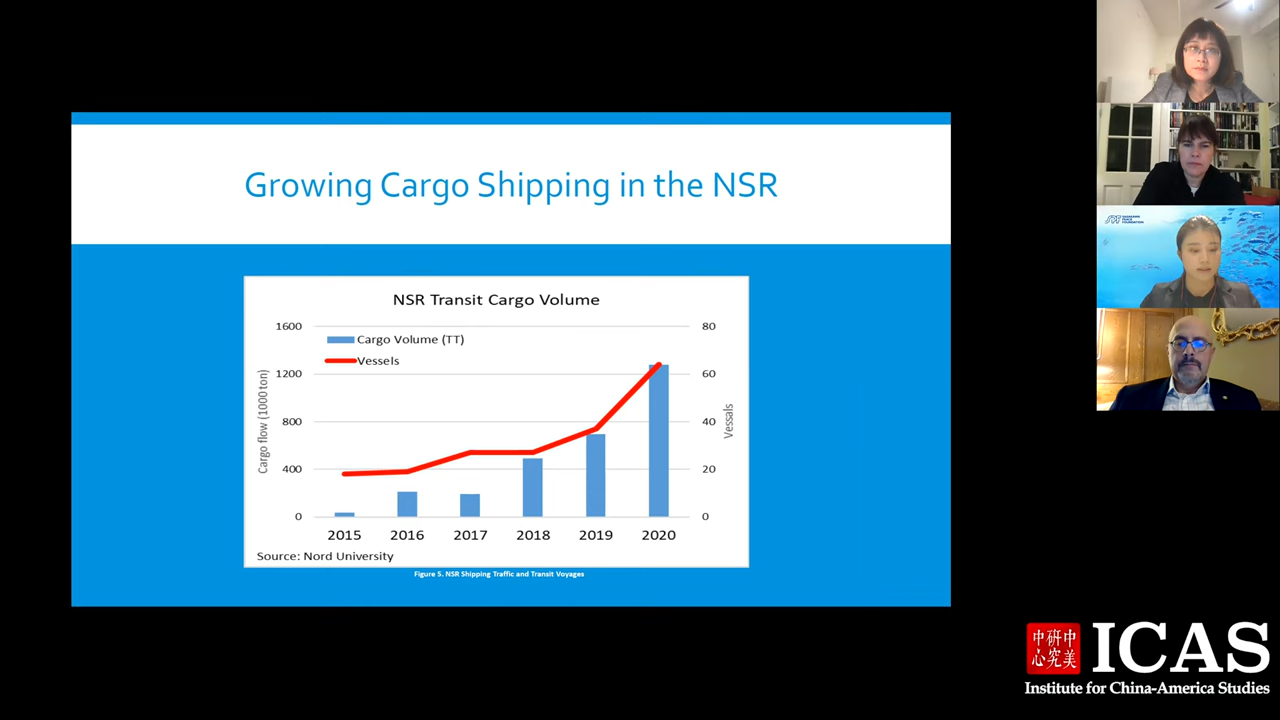 Growing Cargo Shipping in the NSR
NSR Transit Cargo Volume
1600
1200
800
400
0
Cargo flow (1000 ton)
Cargo Volume (TT)
Vessels
80
60
40
20
0
Vessals
2015 2016 2017 2018 2019 2020
Source: Nord University
Figure 5. NSR Shipping Traffic and Transit Voyages
SASAKAWA
PEACE
FOUNDATION
中研中
心究美
ICAS
Institute for China-America Studies